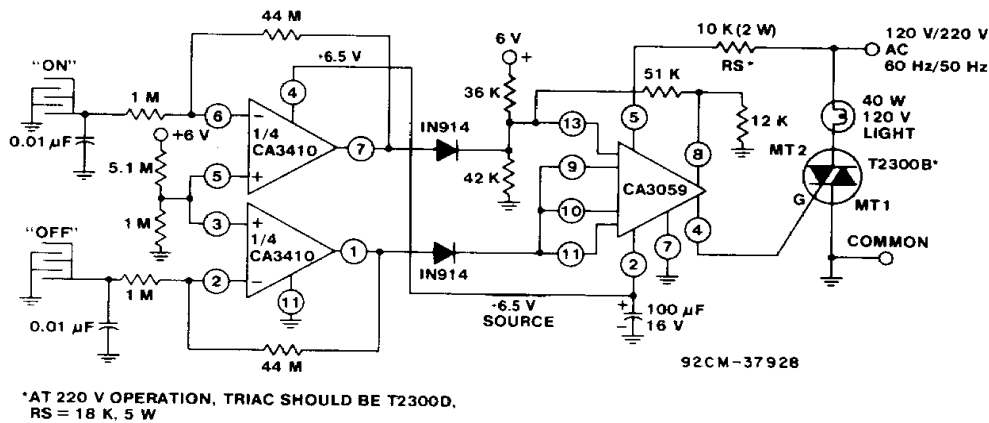 44 M
+6.5 V
"ON"
1 M
0.01 µF
6
4
1/4
CA3410
7
5
+6 V
5.1 M
1 M
3
1/4
CA3410
1
2
11
"OFF"
1 M
0.01 µF
44 M
IN914
IN914
6 V
36 K
42 K
13
9
10
11
CA3059
5
8
4
7
2
10 K (2 W)
RS*
51 K
12 K
120 V/220 V
AC
60 Hz/50 Hz
40 W
120 V
LIGHT
MT2
T2300B*
G
MT1
COMMON
+6.5 V
SOURCE
100 µF
16 V
92CM-37928
*AT 220 V OPERATION, TRIAC SHOULD BE T2300D,
RS = 18 K, 5 W